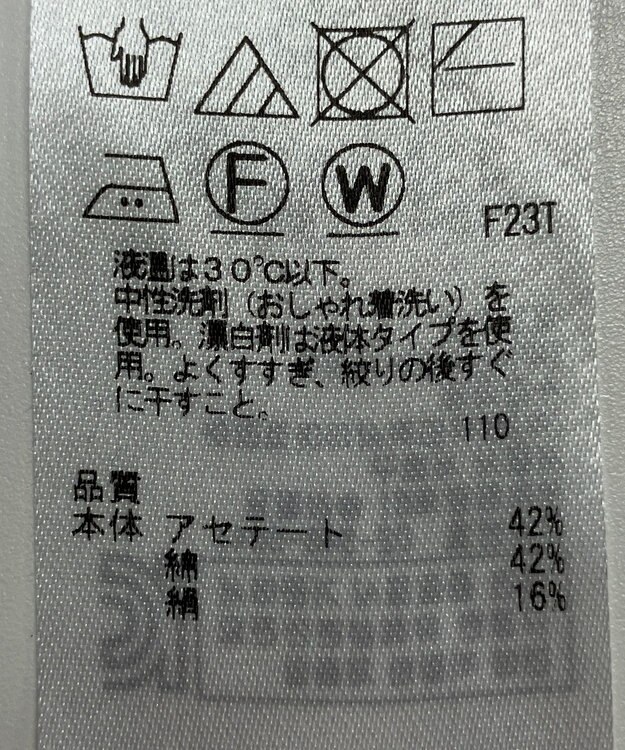 F
W
F23T
液温は30℃以下。
中性洗剤（おしゃれ着洗い）を
使用。漂白剤は液体タイプを使
用。よくすすぎ、絞りの後すぐ
に干すこと。
110
品質
本体 アセテート 42%
綿 42%
絹 16%